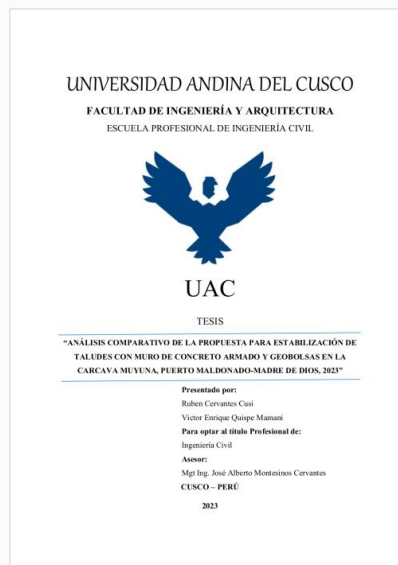 UNIVERSIDAD ANDINA DEL CUSCO
FACULTAD DE INGENIERÍA Y ARQUITECTURA
ESCUELA PROFESIONAL DE INGENIERÍA CIVIL
UAC
TESIS
“ANÁLISIS COMPARATIVO DE LA PROPUESTA PARA ESTABILIZACIÓN DE
TALUDES CON MURO DE CONCRETO ARMADO Y GEOBOLSAS EN LA
CARCAVA MUYUNA, PUERTO MALDONADO-MADRE DE DIOS, 2023”
Presentado por:
Ruben Cervantes Cusi
Victor Enrique Quispe Mamani
Para optar al título Profesional de:
Ingeniería Civil
Asesor:
Mgt Ing. José Alberto Montesinos Cervantes
CUSCO – PERÚ
2023